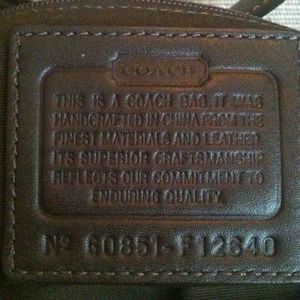 COACH
THIS IS A COACH BAG. IT WAS
HANDCRAFTED IN CHINA FROM THE
FINEST MATERIALS AND LEATHER.
ITS SUPERIOR CRAFTSMANSHIP
REFLECTS OUR COMMITMENT TO
ENDURING QUALITY.
Nº G0851-F12640